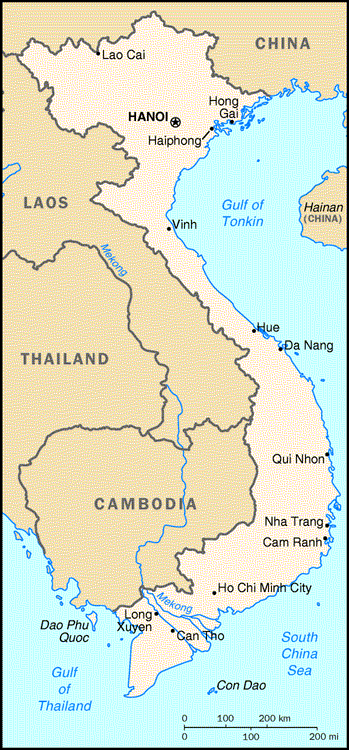 CHINA
Lao Cai
HANOI
Hong
Gai
Haiphong
LAOS
Gulf of
Tonkin
Hainan
(CHINA)
Vinh
Mekong
Hue
Da Nang
THAILAND
Qui Nhon
CAMBODIA
Nha Trang
Cam Ranh
Ho Chi Minh City
Mekong
Long
Xuyen
Can Tho
Dao Phu
Quoc
South
China
Sea
Gulf
of
Thailand
Con Dao
0 100 200 km
0 100 200 mi